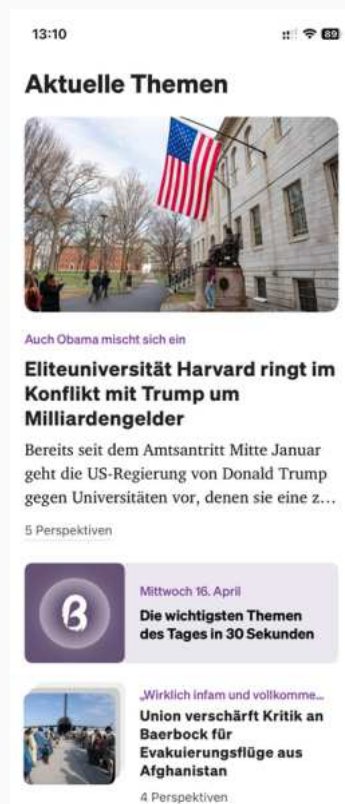 13:10
89
Aktuelle Themen
Auch Obama mischt sich ein
Eliteuniversität Harvard ringt im
Konflikt mit Trump um
Milliardengelder
Bereits seit dem Amtsantritt Mitte Januar
geht die US-Regierung von Donald Trump
gegen Universitäten vor, denen sie eine z...
5 Perspektiven
ß
Mittwoch 16. April
Die wichtigsten Themen
des Tages in 30 Sekunden
„Wirklich infam und vollkomme...
Union verschärft Kritik an
Baerbock für
Evakuierungsflüge aus
Afghanistan
4 Perspektiven